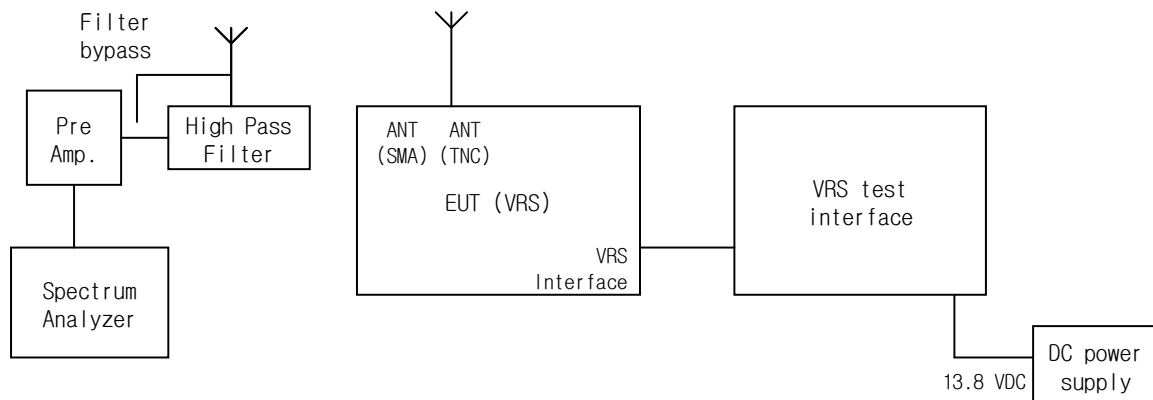 Filter
bypass
Pre
Amp.
High Pass
Filter
Spectrum
Analyzer
ANT ANT
(SMA) (TNC)
EUT (VRS)
VRS
Interface
VRS test
interface
13.8 VDC
DC power
supply